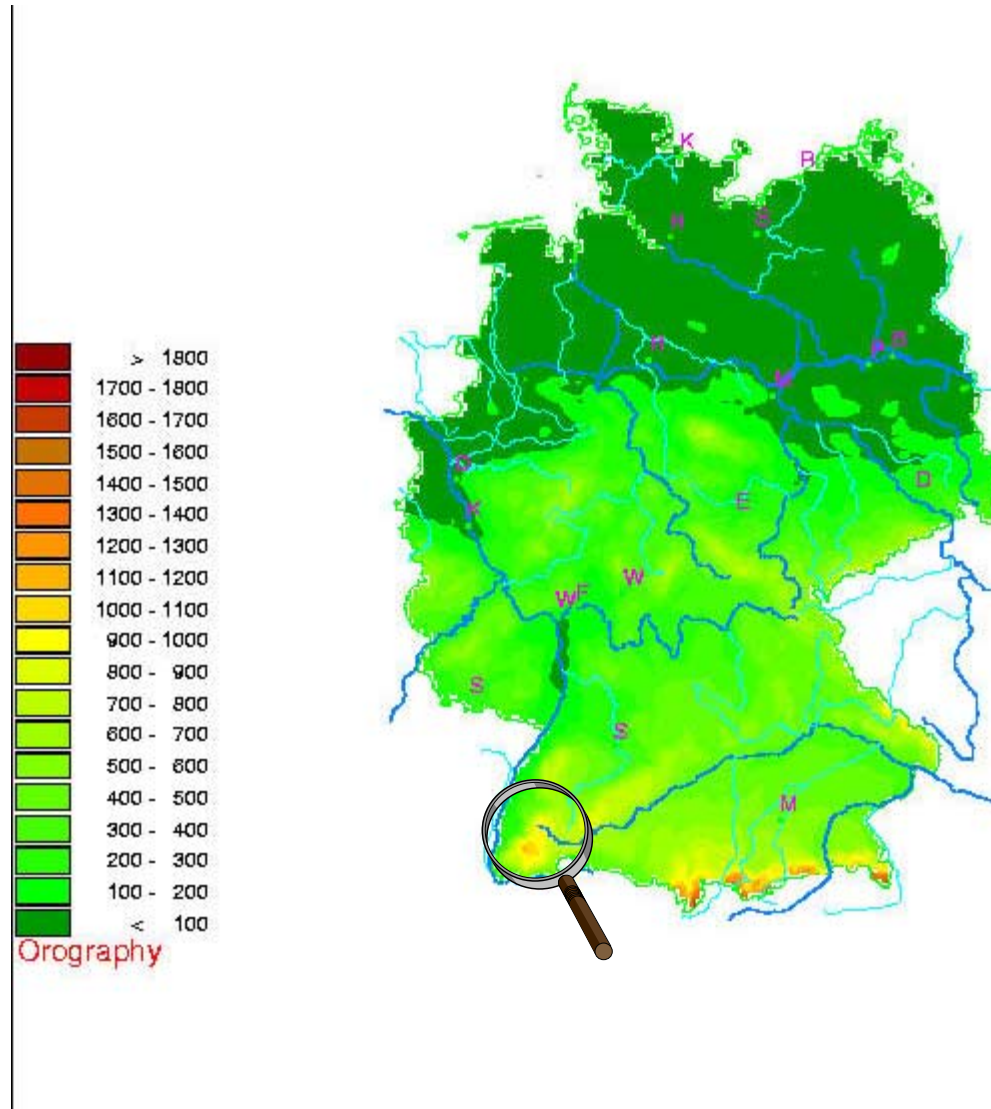 K
R
H
S
H
P B
M
D
D
E
K
W
W F
S
S
M
> 1800
1700 - 1800
1600 - 1700
1500 - 1600
1400 - 1500
1300 - 1400
1200 - 1300
1100 - 1200
1000 - 1100
900 - 1000
800 - 900
700 - 800
600 - 700
500 - 600
400 - 500
300 - 400
200 - 300
100 - 200
< 100
Orography